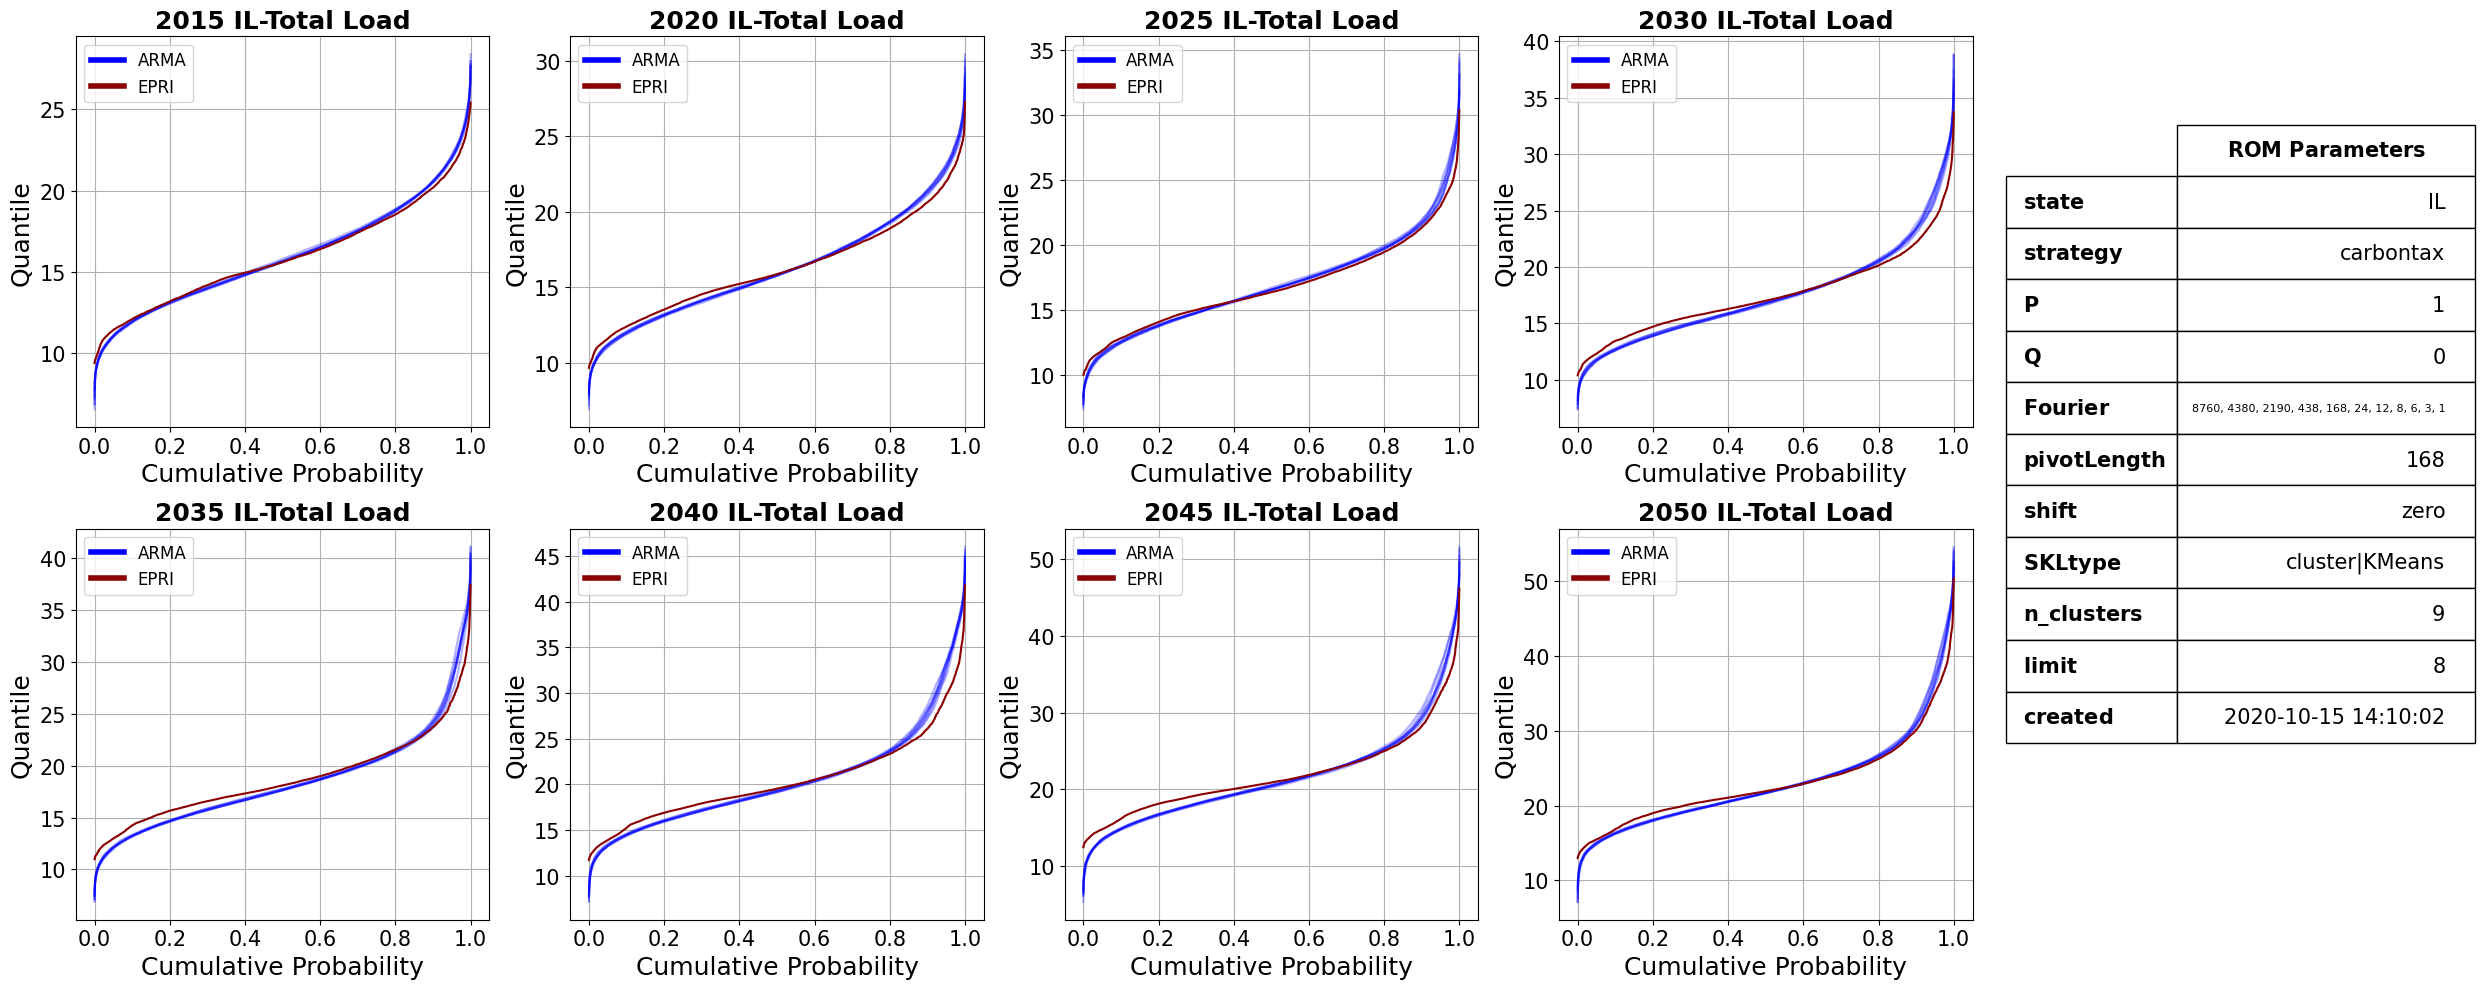 2015 IL-Total Load
ARMA
EPRI
Quantile
25
20
15
10
0.0 0.2 0.4 0.6 0.8 1.0
Cumulative Probability
2020 IL-Total Load
ARMA
EPRI
Quantile
30
25
20
15
10
0.0 0.2 0.4 0.6 0.8 1.0
Cumulative Probability
2025 IL-Total Load
ARMA
EPRI
Quantile
35
30
25
20
15
10
0.0 0.2 0.4 0.6 0.8 1.0
Cumulative Probability
2030 IL-Total Load
ARMA
EPRI
Quantile
40
35
30
25
20
15
10
0.0 0.2 0.4 0.6 0.8 1.0
Cumulative Probability
2035 IL-Total Load
ARMA
EPRI
Quantile
40
35
30
25
20
15
10
0.0 0.2 0.4 0.6 0.8 1.0
Cumulative Probability
2040 IL-Total Load
ARMA
EPRI
Quantile
45
40
35
30
25
20
15
10
0.0 0.2 0.4 0.6 0.8 1.0
Cumulative Probability
2045 IL-Total Load
ARMA
EPRI
Quantile
50
40
30
20
10
0.0 0.2 0.4 0.6 0.8 1.0
Cumulative Probability
2050 IL-Total Load
ARMA
EPRI
Quantile
50
40
30
20
10
0.0 0.2 0.4 0.6 0.8 1.0
Cumulative Probability
ROM Parameters
state IL
strategy carbontax
P 1
Q 0
Fourier 8760, 4380, 2190, 438, 168, 24, 12, 8, 6, 3, 1
pivotLength 168
shift zero
SKLtype cluster|KMeans
n_clusters 9
limit 8
created 2020-10-15 14:10:02